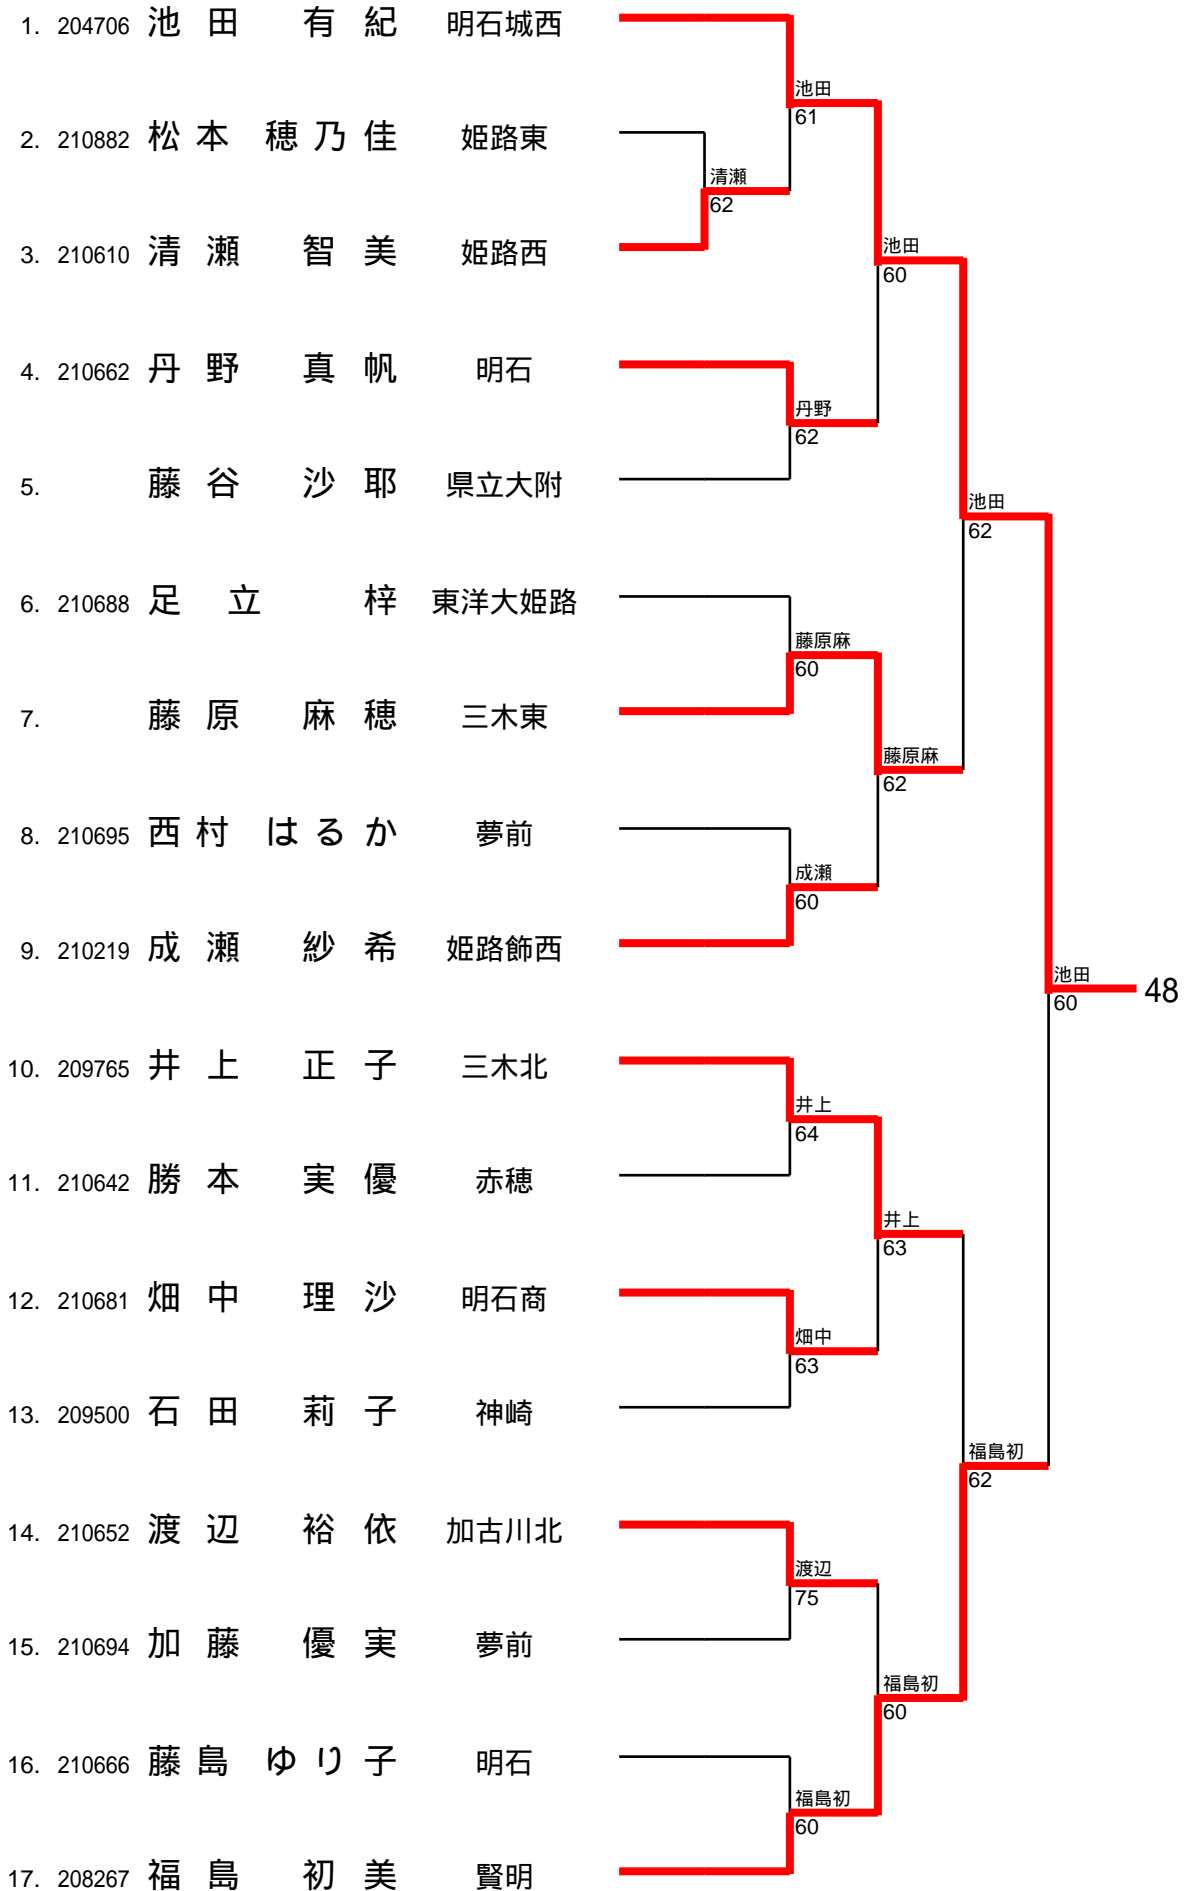 1. 204706 池田 有紀 明石城西
池田
61
2. 210882 松本 穂乃佳 姫路東
清瀬
62
3. 210610 清瀬 智美 姫路西
池田
60
4. 210662 丹野 真帆 明石
丹野
62
5. 藤谷 沙耶 県立大附
池田
62
6. 210688 足立 梓 東洋大姫路
藤原麻
60
7. 藤原 麻穂 三木東
藤原麻
62
8. 210695 西村 はるか 夢前
成瀬
60
9. 210219 成瀬 紗希 姫路飾西
池田
60
48
10. 209765 井上 正子 三木北
井上
64
11. 210642 勝本 実優 赤穂
井上
63
12. 210681 畑中 理沙 明石商
畑中
63
13. 209500 石田 莉子 神崎
福島初
62
14. 210652 渡辺 裕依 加古川北
渡辺
75
15. 210694 加藤 優実 夢前
福島初
60
16. 210666 藤島 ゆり子 明石
福島初
60
17. 208267 福島 初美 賢明